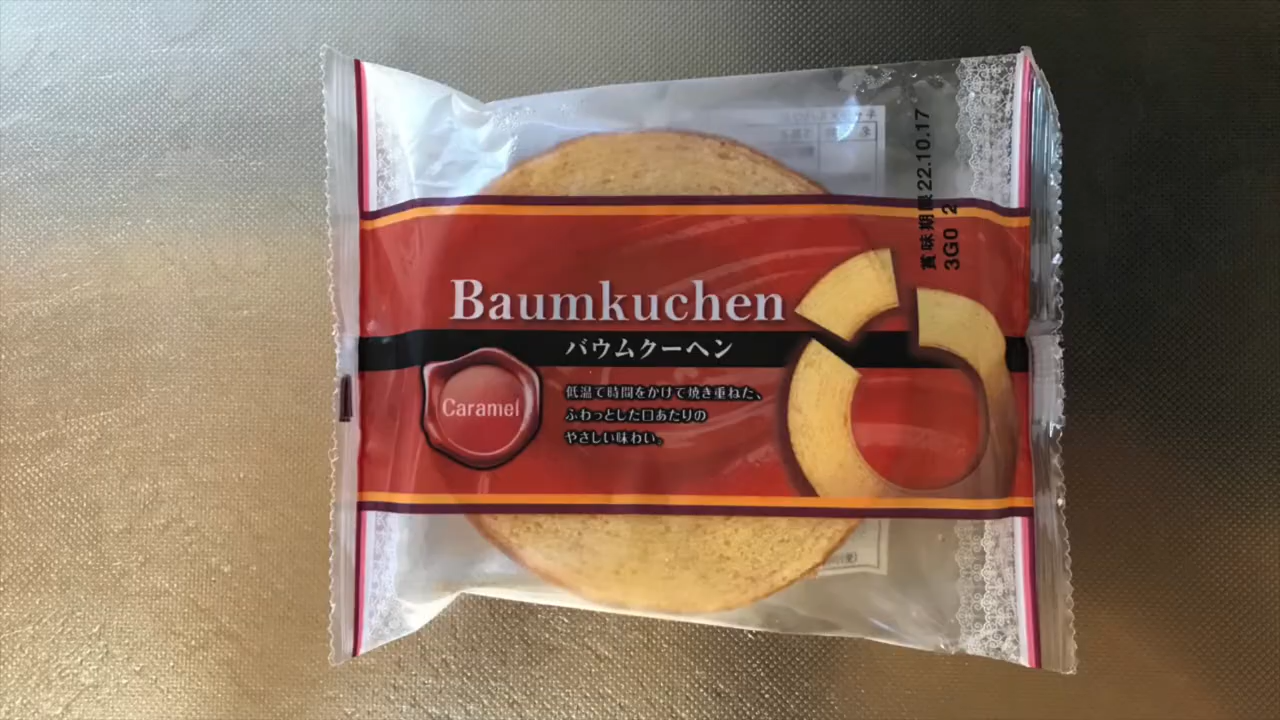 Baumkuchen
バウムクーヘン
Caramel
低温で時間をかけて焼き重ねた、
ふわっとした口あたりの
やさしい味わい。
賞味期限22.10.17
3G0 2